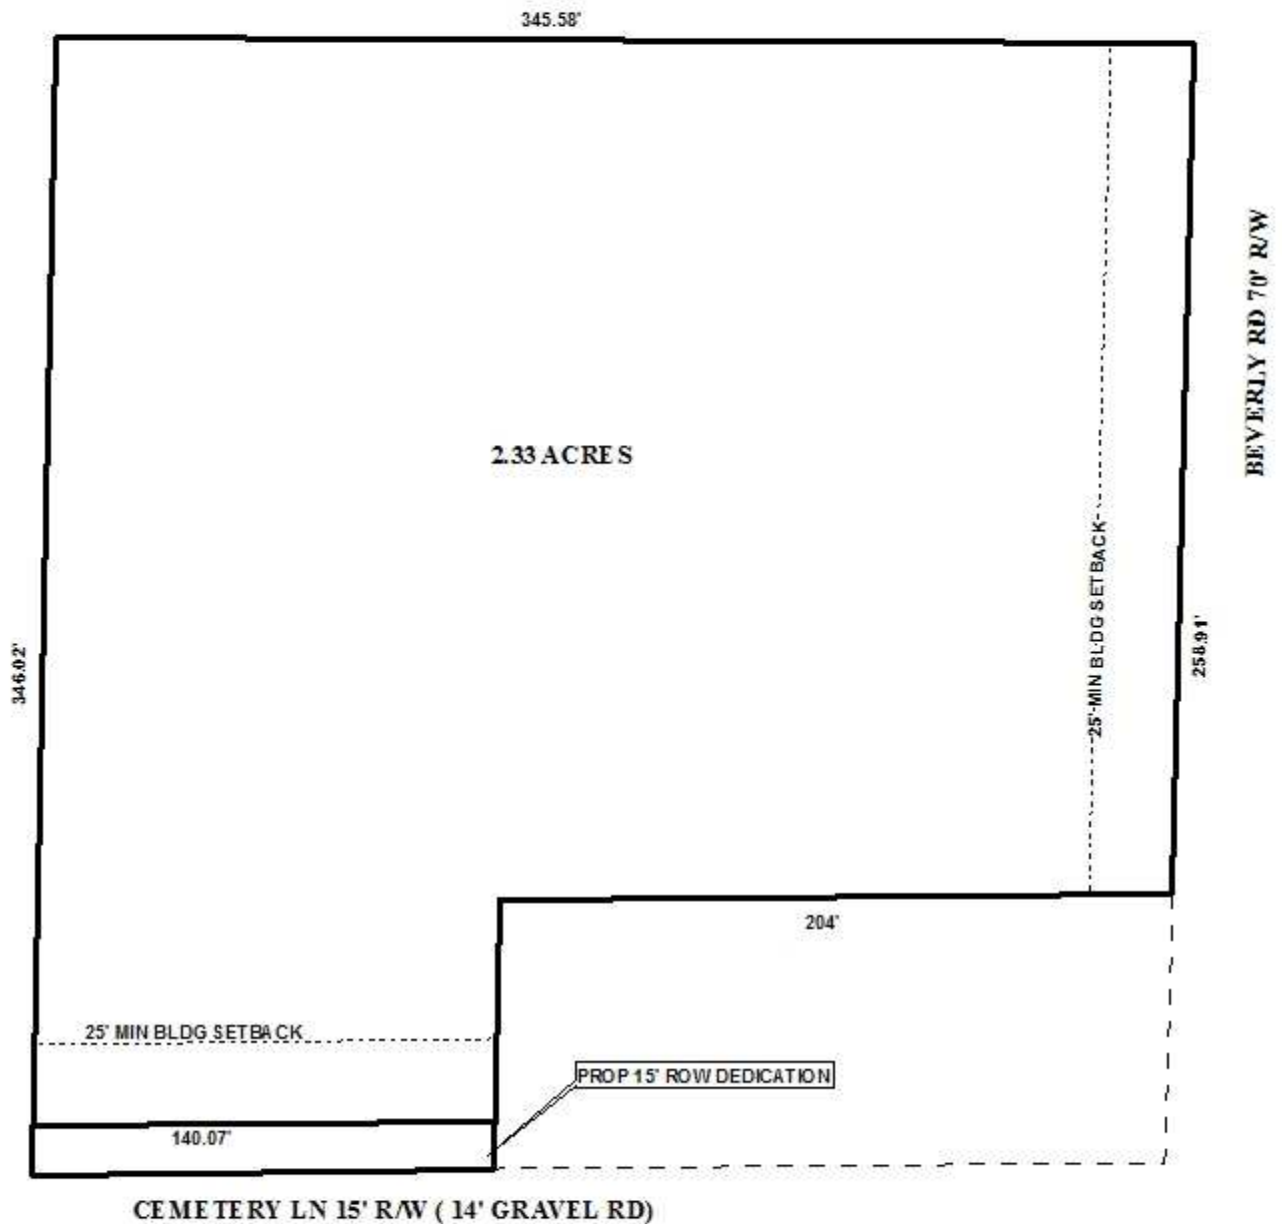 345.58'
BEVERLY RD 70' R/W
2.33 ACRES
25' MIN BLDG SETBACK
346.02'
258.91'
204'
25' MIN BLDG SETBACK
PROP 15' ROW DEDICATION
140.07'
CEMETERY LN 15' R/W ( 14' GRAVEL RD)